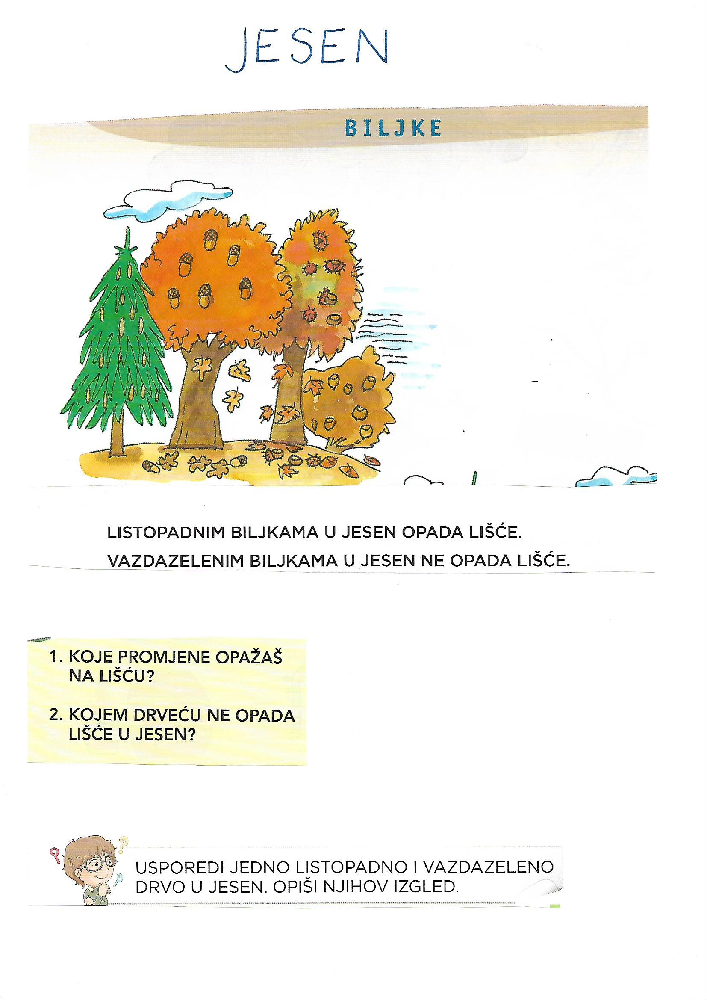 JESEN
BILJKE
LISTOPADNIM BILJKAMA U JESEN OPADA LIŠĆE.
VAZDAZELENIM BILJKAMA U JESEN NE OPADA LIŠĆE.
1. KOJE PROMJENE OPAŽAŠ
NA LIŠĆU?
2. KOJEM DRVEĆU NE OPADA
LIŠĆE U JESEN?
? ? ?
USPOREDI JEDNO LISTOPADNO I VAZDAZELENO
DRVO U JESEN. OPIŠI NJIHOV IZGLED.